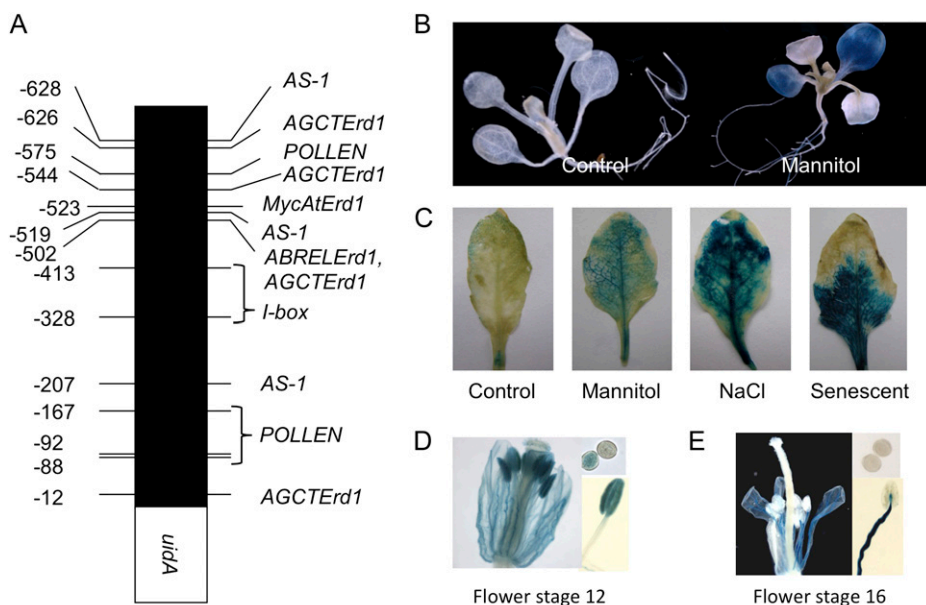 A
-628
-626
-575
-544
-523
-519
-502
-413
-328
-207
-167
-92
-88
-12
AS-1
AGCTErd1
POLLEN
AGCTErd1
MycAtErd1
AS-1
ABRELErd1,
AGCTErd1
I-box
AS-1
POLLEN
AGCTErd1
uidA
B
Control
Mannitol
C
Control
Mannitol
NaCl
Senescent
D
Flower stage 12
E
Flower stage 16